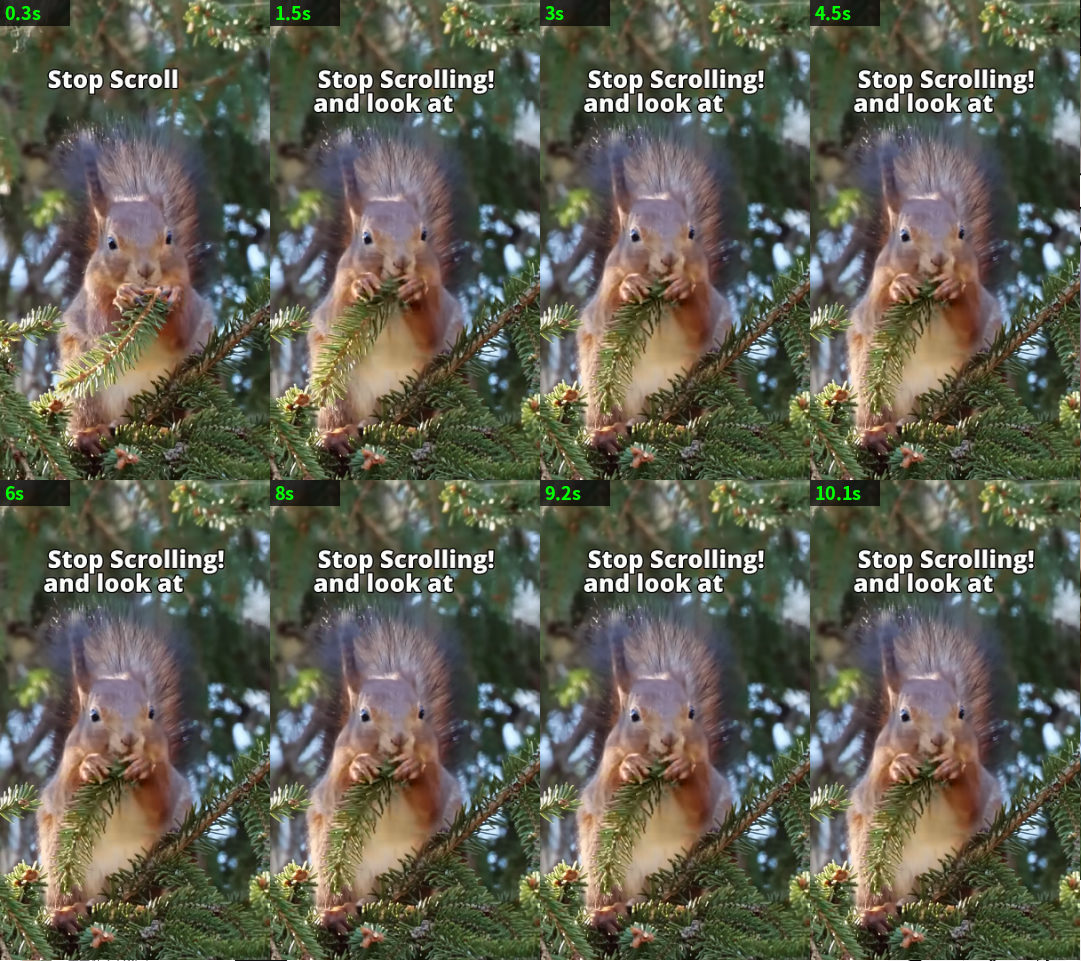 0.3s
Stop Scroll
1.5s
Stop Scrolling!
and look at
3s
Stop Scrolling!
and look at
4.5s
Stop Scrolling!
and look at
6s
Stop Scrolling!
and look at
8s
Stop Scrolling!
and look at
9.2s
Stop Scrolling!
and look at
10.1s
Stop Scrolling!
and look at